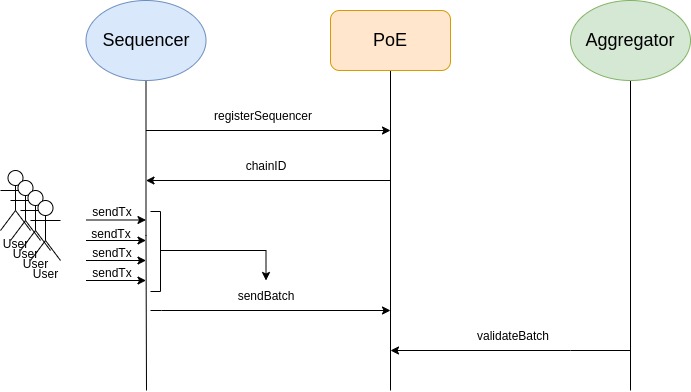 Sequencer
PoE
Aggregator
registerSequencer
chainID
sendTx
sendTx
sendTx
sendTx
User
User
User
User
sendBatch
validateBatch